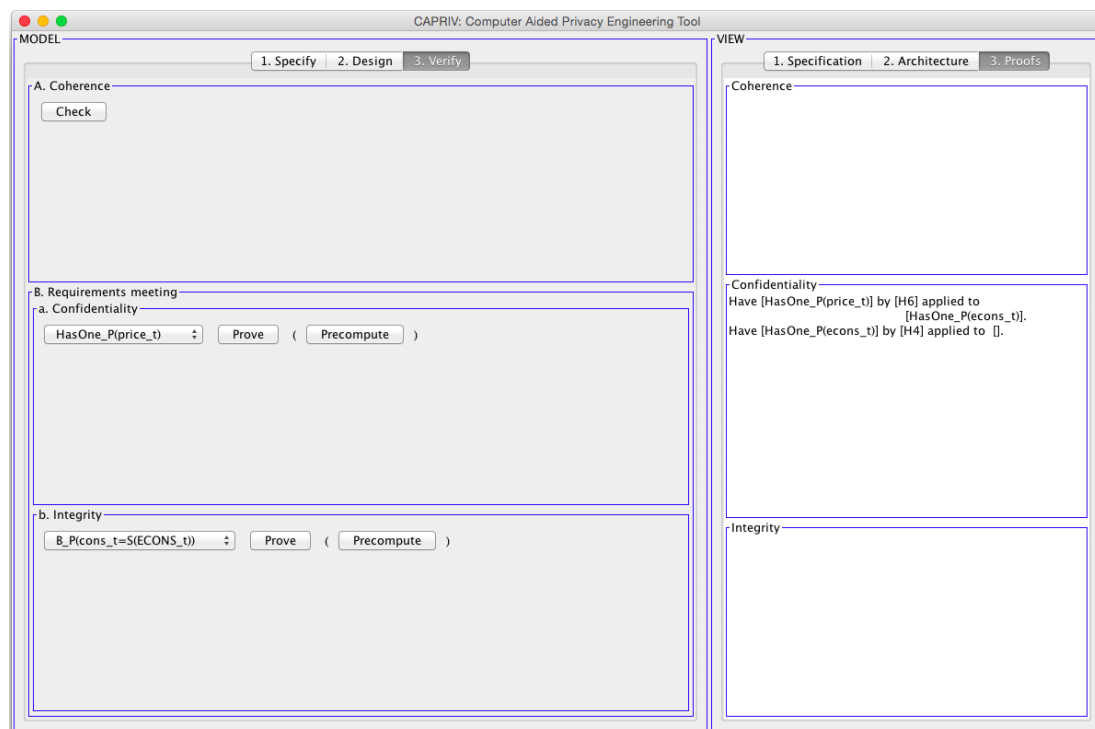 CAPRIV: Computer Aided Privacy Engineering Tool
MODEL
1. Specify
2. Design
3. Verify
A. Coherence
Check
B. Requirements meeting
a. Confidentiality
HasOne_P(price_t)
Prove
(
Precompute
)
b. Integrity
B_P(cons_t=S(ECONS_t))
Prove
(
Precompute
)
VIEW
1. Specification
2. Architecture
3. Proofs
Coherence
Confidentiality
Have [HasOne_P(price_t)] by [H6] applied to
[HasOne_P(econs_t)].
Have [HasOne_P(econs_t)] by [H4] applied to [].
Integrity